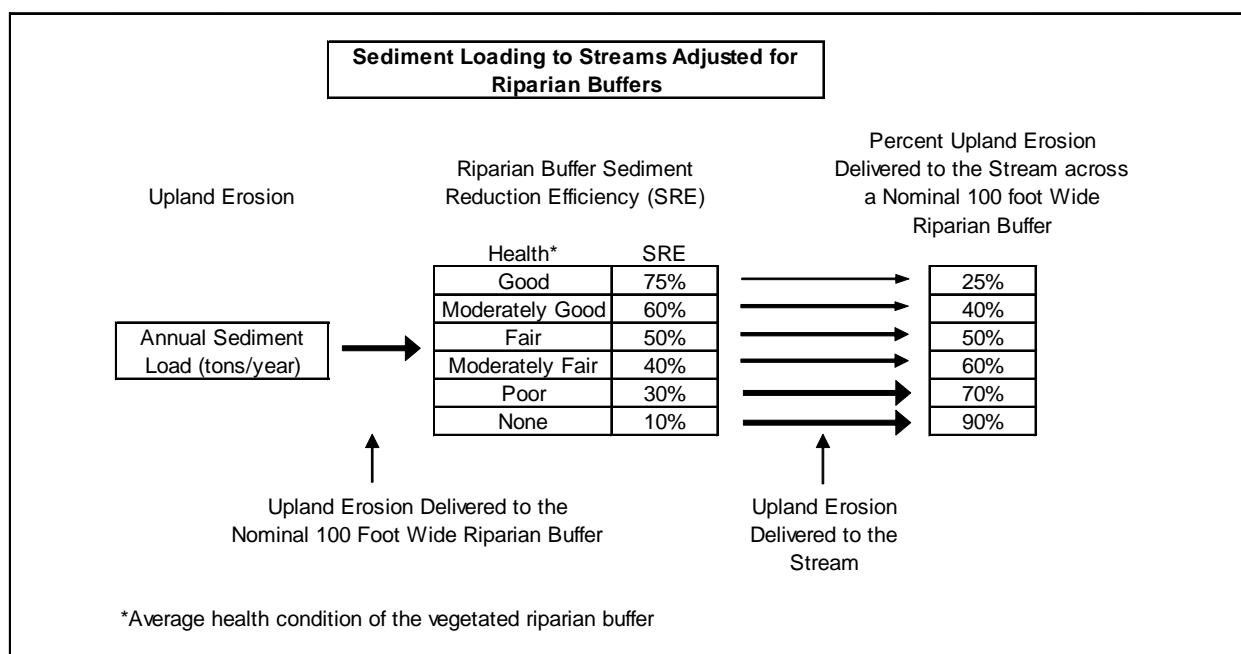 Sediment Loading to Streams Adjusted for
Riparian Buffers
Upland Erosion
Riparian Buffer Sediment
Reduction Efficiency (SRE)
Percent Upland Erosion
Delivered to the Stream across
a Nominal 100 foot Wide
Riparian Buffer
Health* SRE
Good 75% 25%
Moderately Good 60% 40%
Fair 50% 50%
Moderately Fair 40% 60%
Poor 30% 70%
None 10% 90%
Annual Sediment
Load (tons/year)
Upland Erosion Delivered to the
Nominal 100 Foot Wide Riparian Buffer
Upland Erosion
Delivered to the
Stream
*Average health condition of the vegetated riparian buffer